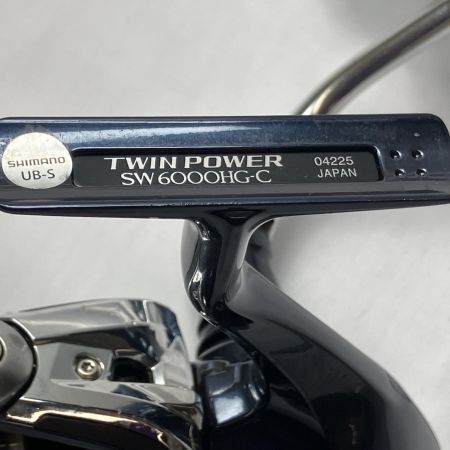 SHIMANO
UB-S
TWIN POWER
SW 6000HG-C
04225
JAPAN